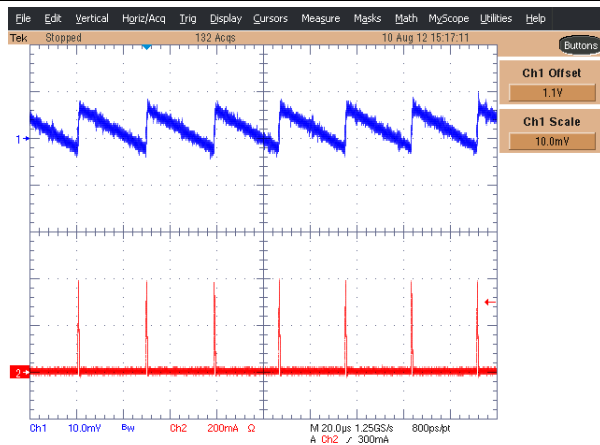 File Edit Vertical Horiz/Acq Trig Display Cursors Measure Masks Math MyScope Utilities Help
Tek Stopped 132 Acqs 10 Aug 12 15:17:11
Buttons
Ch1 Offset
1.1V
Ch1 Scale
10.0mV
1
2
Ch1 10.0mV BW Ch2 200mA Ω M 20.0µs 1.25GS/s 800ps/pt
A Ch2 ∕ 300mA